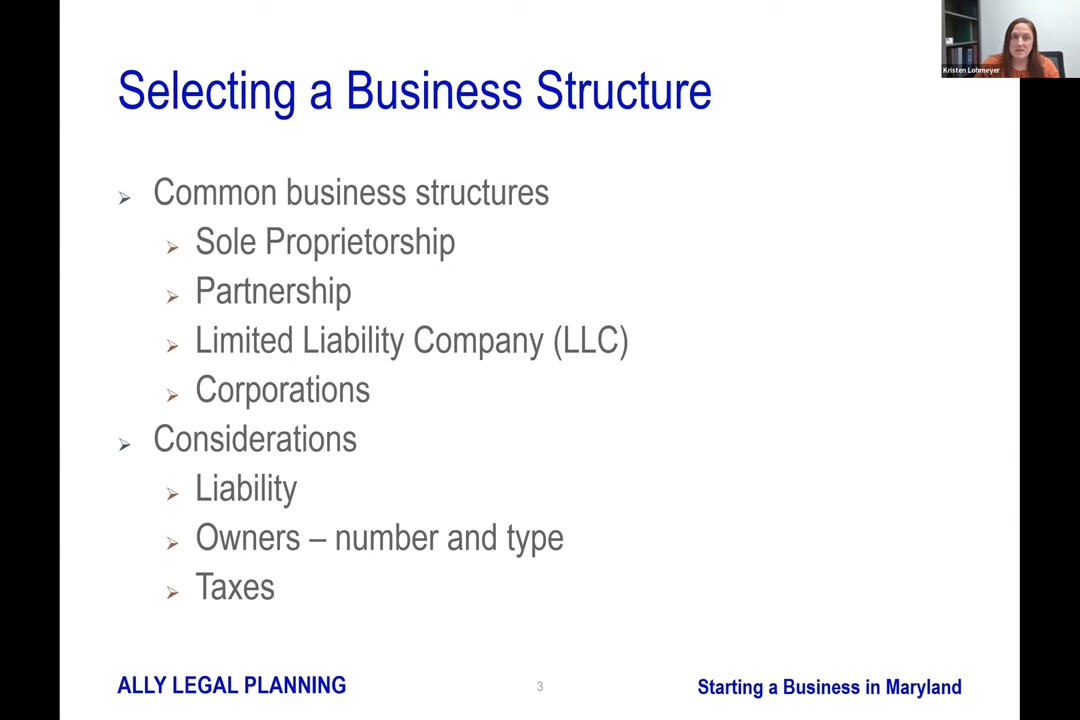 Kristen Lohmeyer
Selecting a Business Structure
Common business structures
Sole Proprietorship
Partnership
Limited Liability Company (LLC)
Corporations
Considerations
Liability
Owners – number and type
Taxes
ALLY LEGAL PLANNING
3
Starting a Business in Maryland